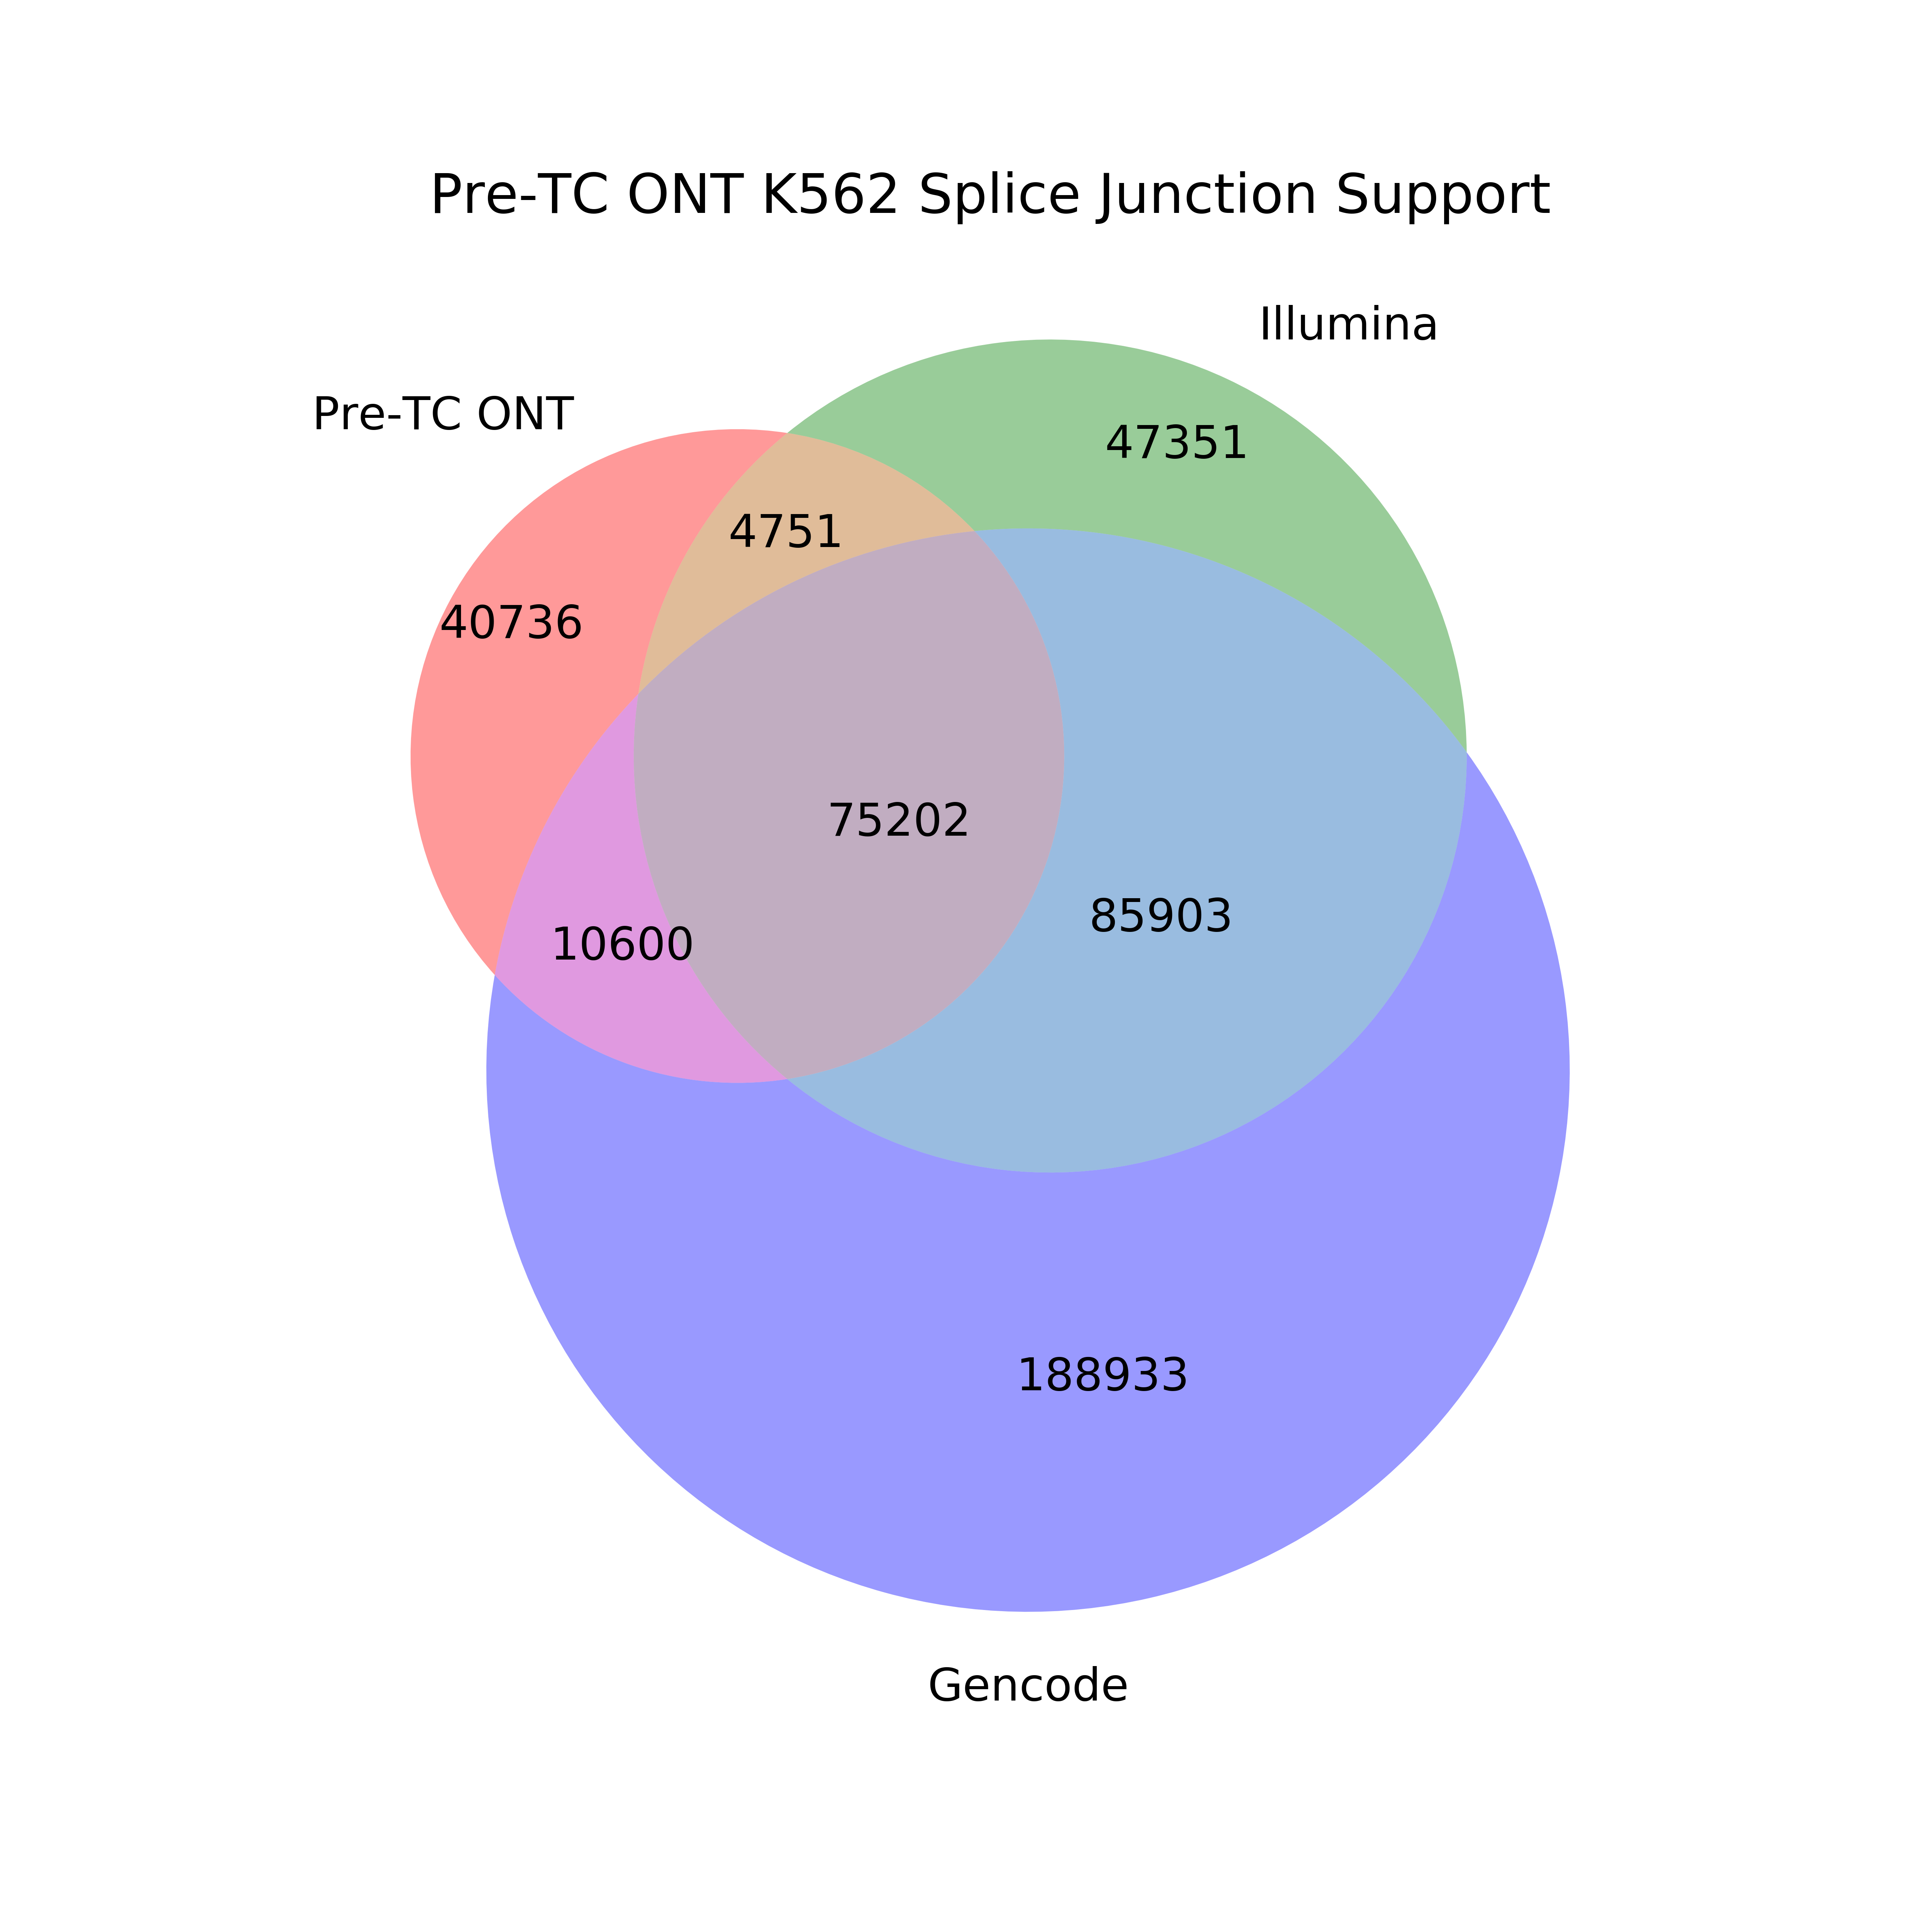 Pre-TC ONT K562 Splice Junction Support
Illumina
Pre-TC ONT
47351
4751
40736
75202
85903
10600
188933
Gencode